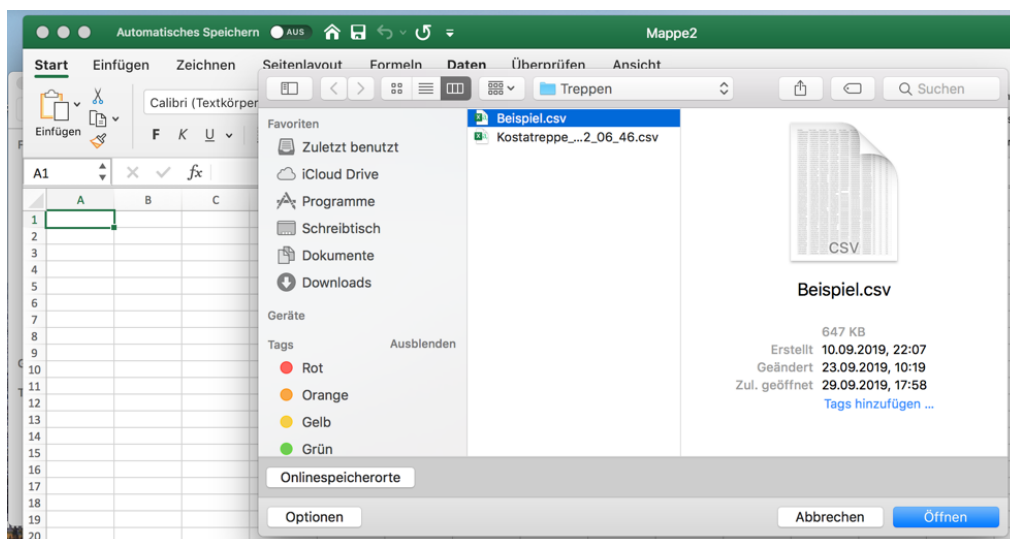 Automatisches Speichern AUS Mappe2
Start Einfügen Zeichnen Seitenlayout Formeln Daten Überprüfen Ansicht
Treppen
Suchen
Einfügen
Calibri (Textkörper
F K U
A1
fx
A B C
1
2
3
4
5
6
7
8
9
10
11
12
13
14
15
16
17
18
19
20
Favoriten
Zuletzt benutzt
iCloud Drive
Programme
Schreibtisch
Dokumente
Downloads
Geräte
Tags Ausblenden
Rot
Orange
Gelb
Grün
Beispiel.csv
Kostatreppe_...2_06_46.csv
CSV
Beispiel.csv
647 KB
Erstellt 10.09.2019, 22:07
Geändert 23.09.2019, 10:19
Zul. geöffnet 29.09.2019, 17:58
Tags hinzufügen ...
Onlinespeicherorte
Optionen Abbrechen Öffnen